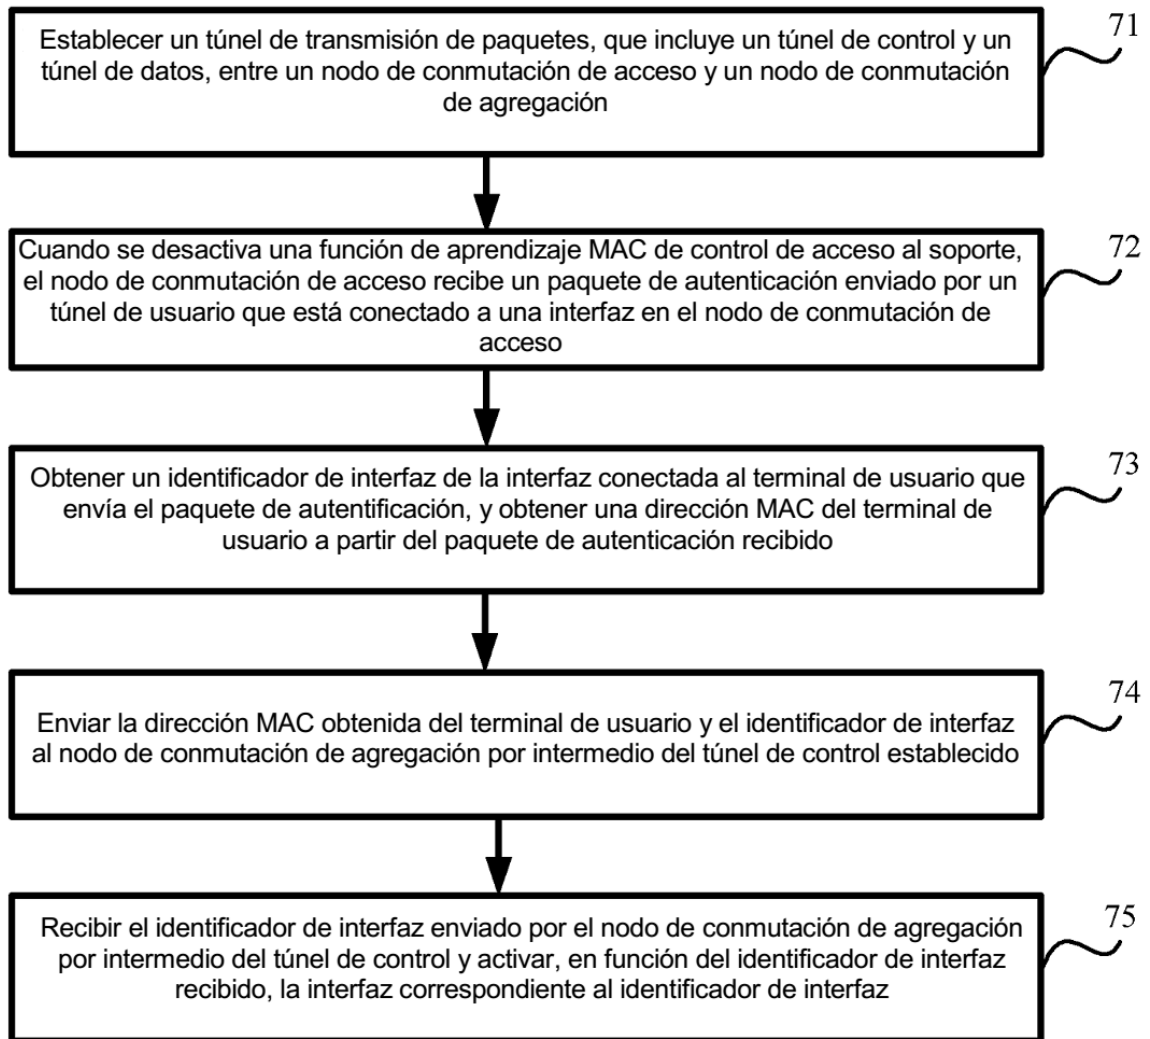 Establecer un túnel de transmisión de paquetes, que incluye un túnel de control y un
túnel de datos, entre un nodo de conmutación de acceso y un nodo de conmutación
de agregación
71
Cuando se desactiva una función de aprendizaje MAC de control de acceso al soporte,
el nodo de conmutación de acceso recibe un paquete de autenticación enviado por un
túnel de usuario que está conectado a una interfaz en el nodo de conmutación de
acceso
72
Obtener un identificador de interfaz de la interfaz conectada al terminal de usuario que
envía el paquete de autentificación, y obtener una dirección MAC del terminal de
usuario a partir del paquete de autenticación recibido
73
Enviar la dirección MAC obtenida del terminal de usuario y el identificador de interfaz
al nodo de conmutación de agregación por intermedio del túnel de control establecido
74
Recibir el identificador de interfaz enviado por el nodo de conmutación de agregación
por intermedio del túnel de control y activar, en función del identificador de interfaz
recibido, la interfaz correspondiente al identificador de interfaz
75